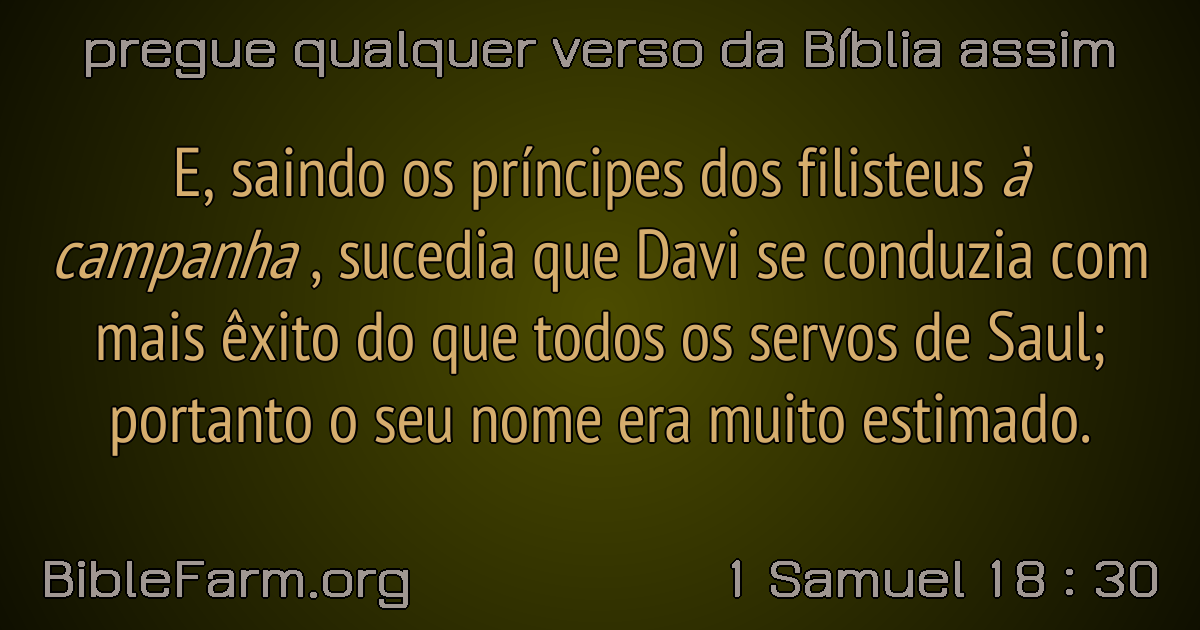 pregue qualquer verso da Bíblia assim
E, saindo os príncipes dos filisteus à
campanha , sucedia que Davi se conduzia com
mais êxito do que todos os servos de Saul;
portanto o seu nome era muito estimado.
BibleFarm.org
1 Samuel 18 : 30